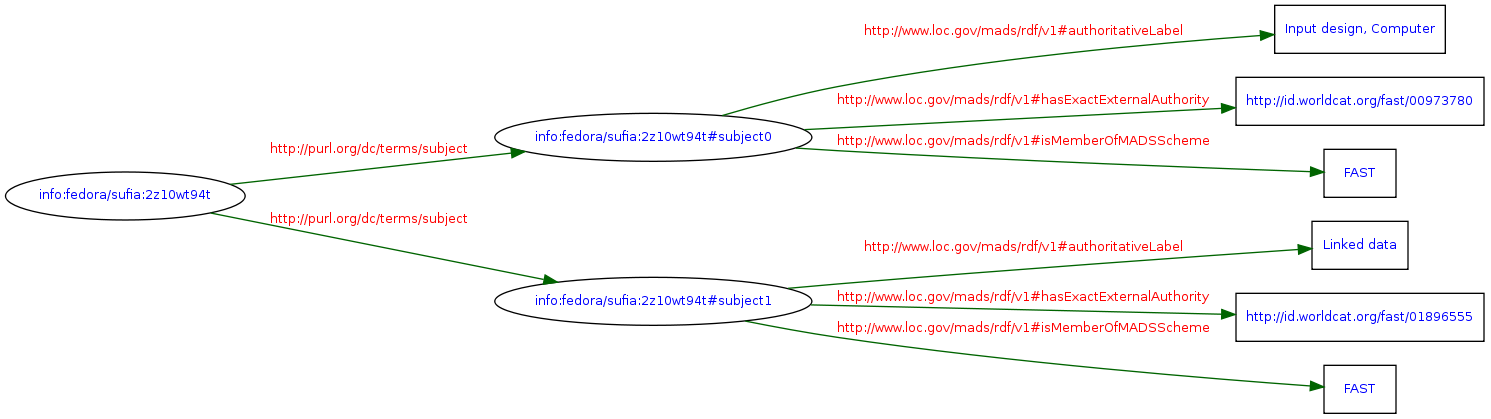 http://www.loc.gov/mads/rdf/v1#authoritativeLabel
Input design, Computer
http://www.loc.gov/mads/rdf/v1#hasExactExternalAuthority
http://id.worldcat.org/fast/00973780
http://purl.org/dc/terms/subject
info:fedora/sufia:2z10wt94t#subject0
http://www.loc.gov/mads/rdf/v1#isMemberOfMADSScheme
FAST
info:fedora/sufia:2z10wt94t
http://purl.org/dc/terms/subject
http://www.loc.gov/mads/rdf/v1#authoritativeLabel
Linked data
info:fedora/sufia:2z10wt94t#subject1
http://www.loc.gov/mads/rdf/v1#hasExactExternalAuthority
http://id.worldcat.org/fast/01896555
http://www.loc.gov/mads/rdf/v1#isMemberOfMADSScheme
FAST